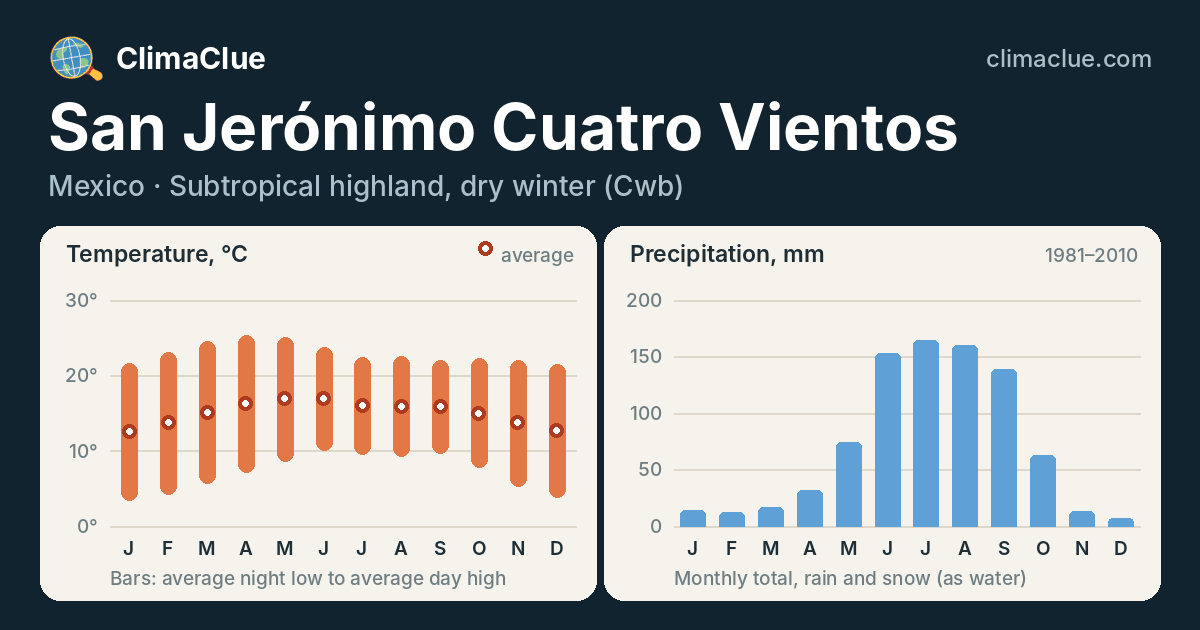 ClimaClue
climaclue.com
San Jerónimo Cuatro Vientos
Mexico · Subtropical highland, dry winter (Cwb)
Temperature, °C
average
30°
20°
10°
0°
J F M A M J J A S O N D
Bars: average night low to average day high
Precipitation, mm
1981–2010
200
150
100
50
0
J F M A M J J A S O N D
Monthly total, rain and snow (as water)